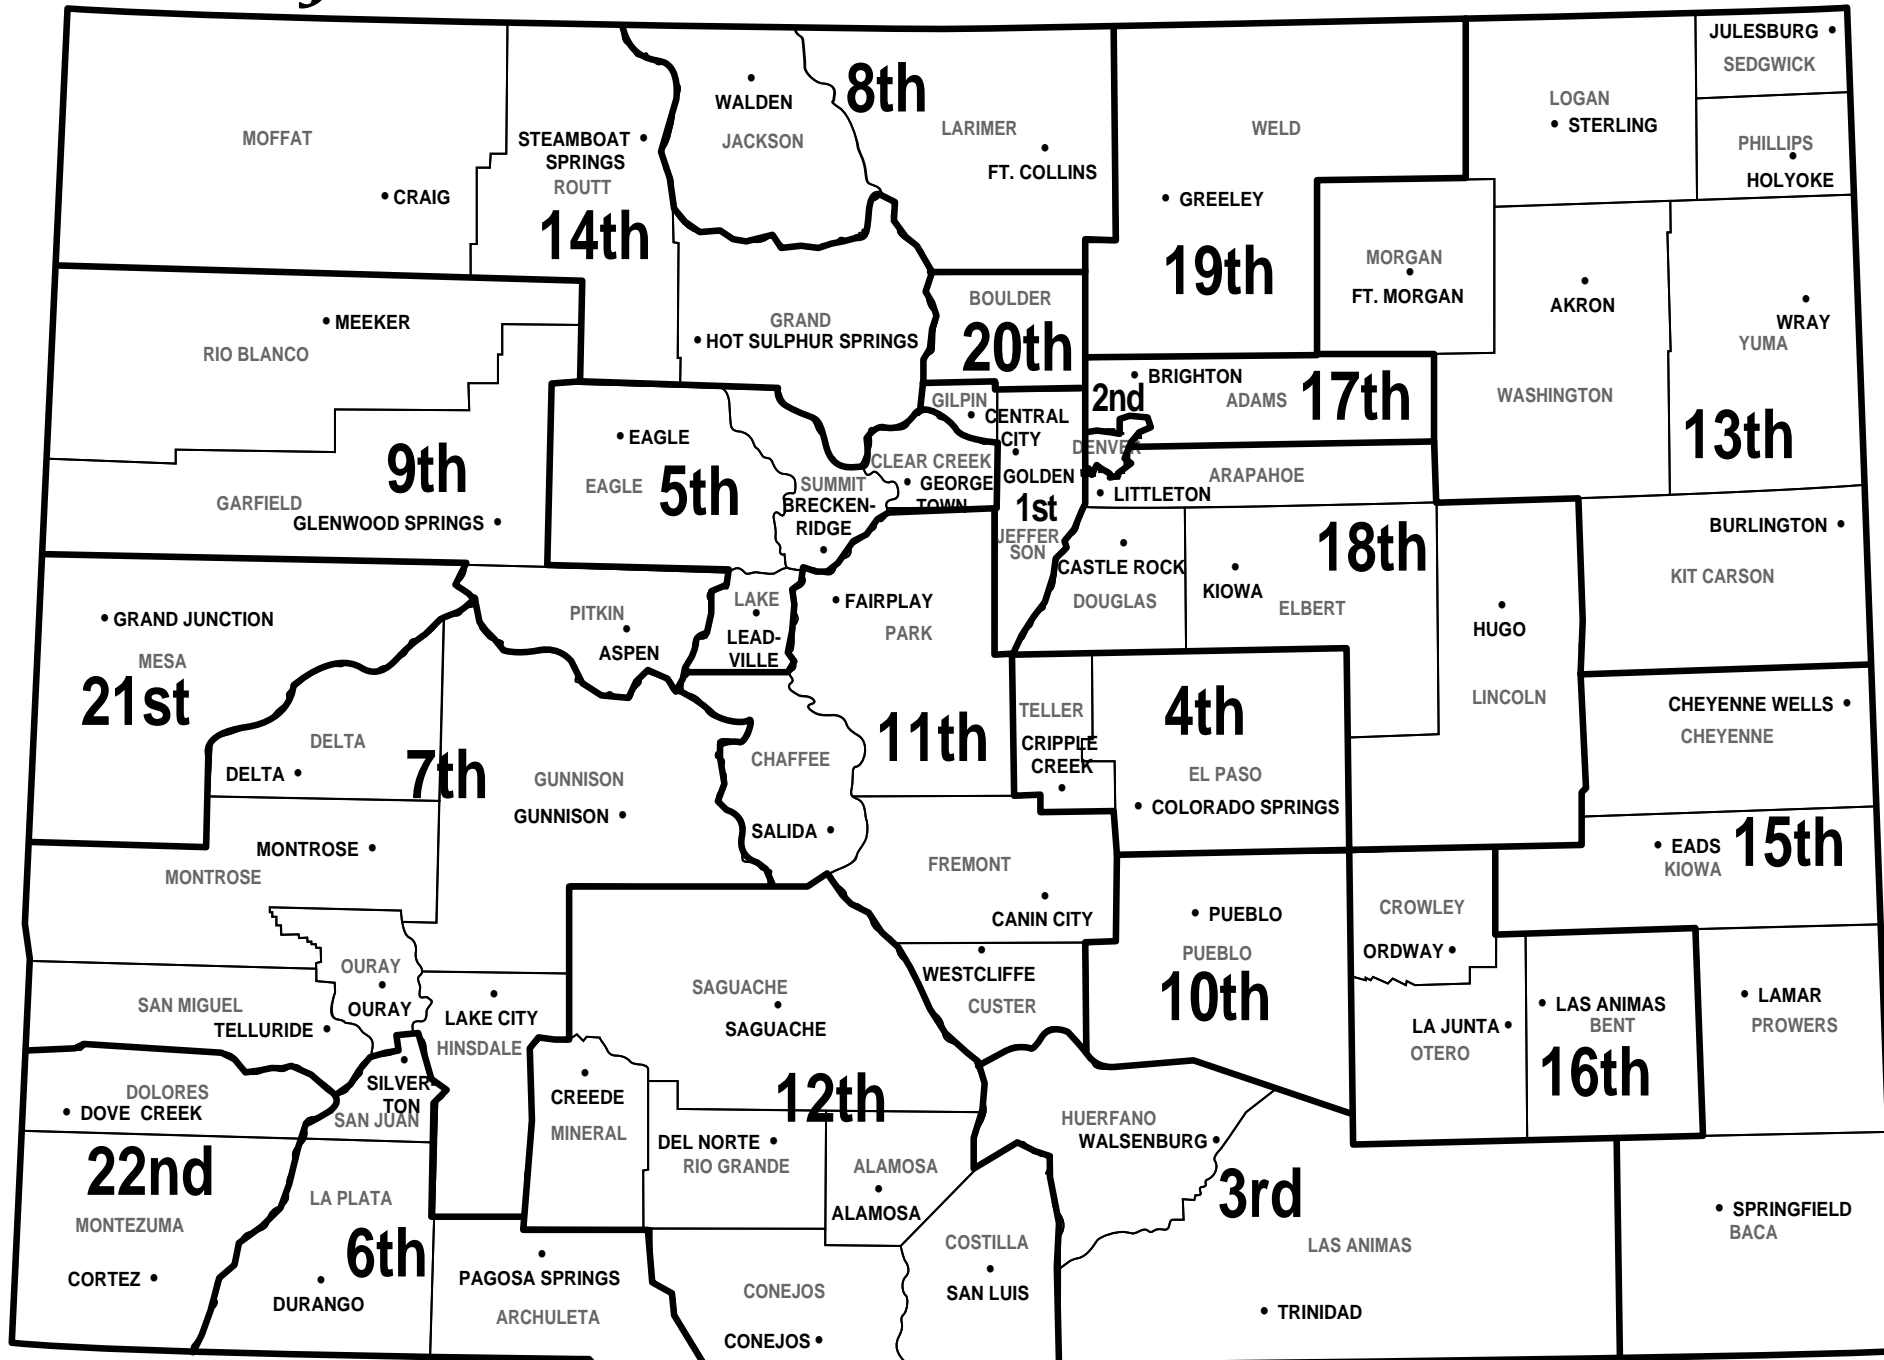 JULESBURG
SEDGWICK
8th
WALDEN
JACKSON
LARIMER
FT. COLLINS
WELD
LOGAN
STERLING
PHILLIPS
HOLYOKE
MOFFAT
CRAIG
STEAMBOAT
SPRINGS
ROUTT
14th
GREELEY
19th
MORGAN
FT. MORGAN
AKRON
WASHINGTON
WRAY
YUMA
13th
MEEKER
RIO BLANCO
GRAND
HOT SULPHUR SPRINGS
BOULDER
20th
BRIGHTON
ADAMS
17th
2nd
DENVER
GILPIN
CENTRAL
CITY
CLEAR CREEK
GEORGE
TOWN
GOLDEN
1st
JEFFER
SON
ARAPAHOE
LITTLETON
9th
GARFIELD
GLENWOOD SPRINGS
EAGLE
EAGLE
5th
SUMMIT
BRECKEN-
RIDGE
18th
CASTLE ROCK
DOUGLAS
KIOWA
ELBERT
HUGO
LINCOLN
BURLINGTON
KIT CARSON
GRAND JUNCTION
MESA
21st
PITKIN
ASPEN
LAKE
LEAD-
VILLE
FAIRPLAY
PARK
11th
TELLER
CRIPPLE
CREEK
4th
EL PASO
COLORADO SPRINGS
CHEYENNE WELLS
CHEYENNE
DELTA
DELTA
7th
GUNNISON
GUNNISON
CHAFFEE
SALIDA
MONTROSE
MONTROSE
FREMONT
CANIN CITY
PUEBLO
PUEBLO
10th
CROWLEY
ORDWAY
EADS
KIOWA
15th
OURAY
OURAY
SAN MIGUEL
TELLURIDE
LAKE CITY
HINSDALE
SAGUACHE
SAGUACHE
WESTCLIFFE
CUSTER
LA JUNTA
OTERO
LAS ANIMAS
BENT
16th
LAMAR
PROWERS
DOLORES
DOVE CREEK
SILVER-
TON
SAN JUAN
CREEDE
MINERAL
12th
DEL NORTE
RIO GRANDE
ALAMOSA
ALAMOSA
HUERFANO
WALSENBURG
3rd
LAS ANIMAS
TRINIDAD
SPRINGFIELD
BACA
22nd
MONTEZUMA
CORTEZ
LA PLATA
6th
DURANGO
PAGOSA SPRINGS
ARCHULETA
CONEJOS
CONEJOS
COSTILLA
SAN LUIS